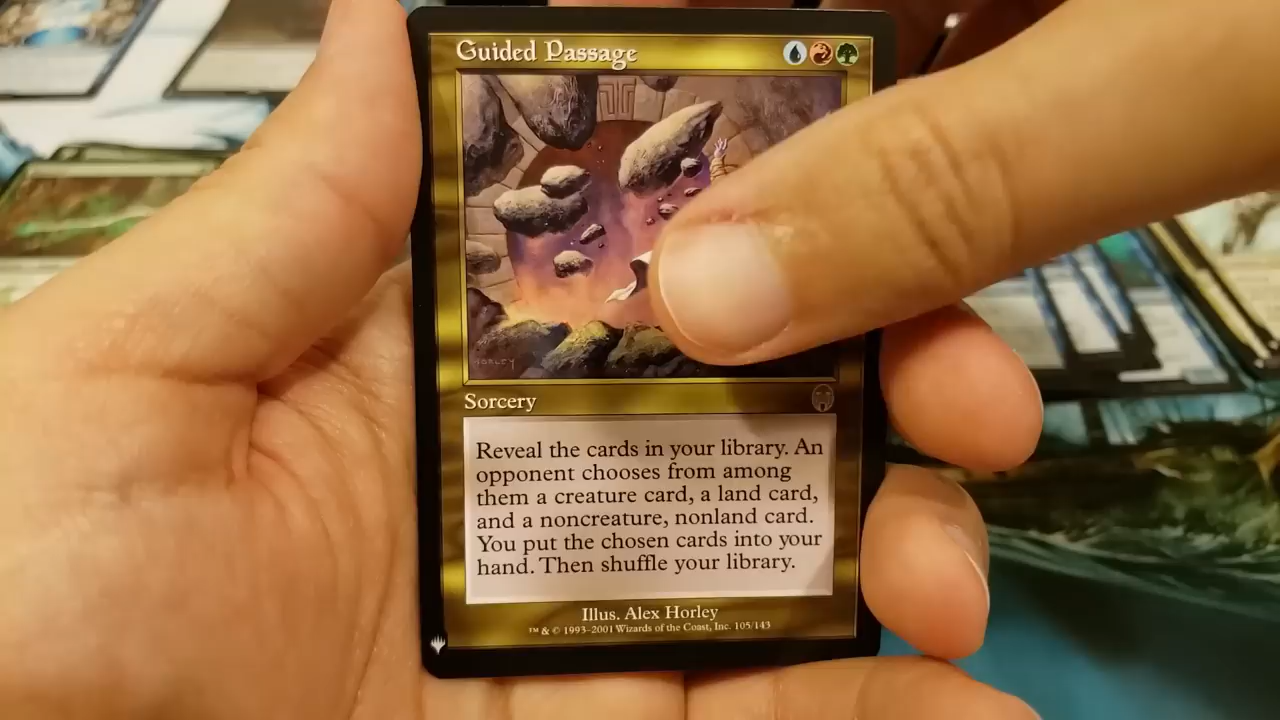 Guided Passage
HORLEY
Sorcery
Reveal the cards in your library. An
opponent chooses from among
them a creature card, a land card,
and a noncreature, nonland card.
You put the chosen cards into your
hand. Then shuffle your library.
Illus. Alex Horley
™ & © 1993-2001 Wizards of the Coast, Inc. 105/143